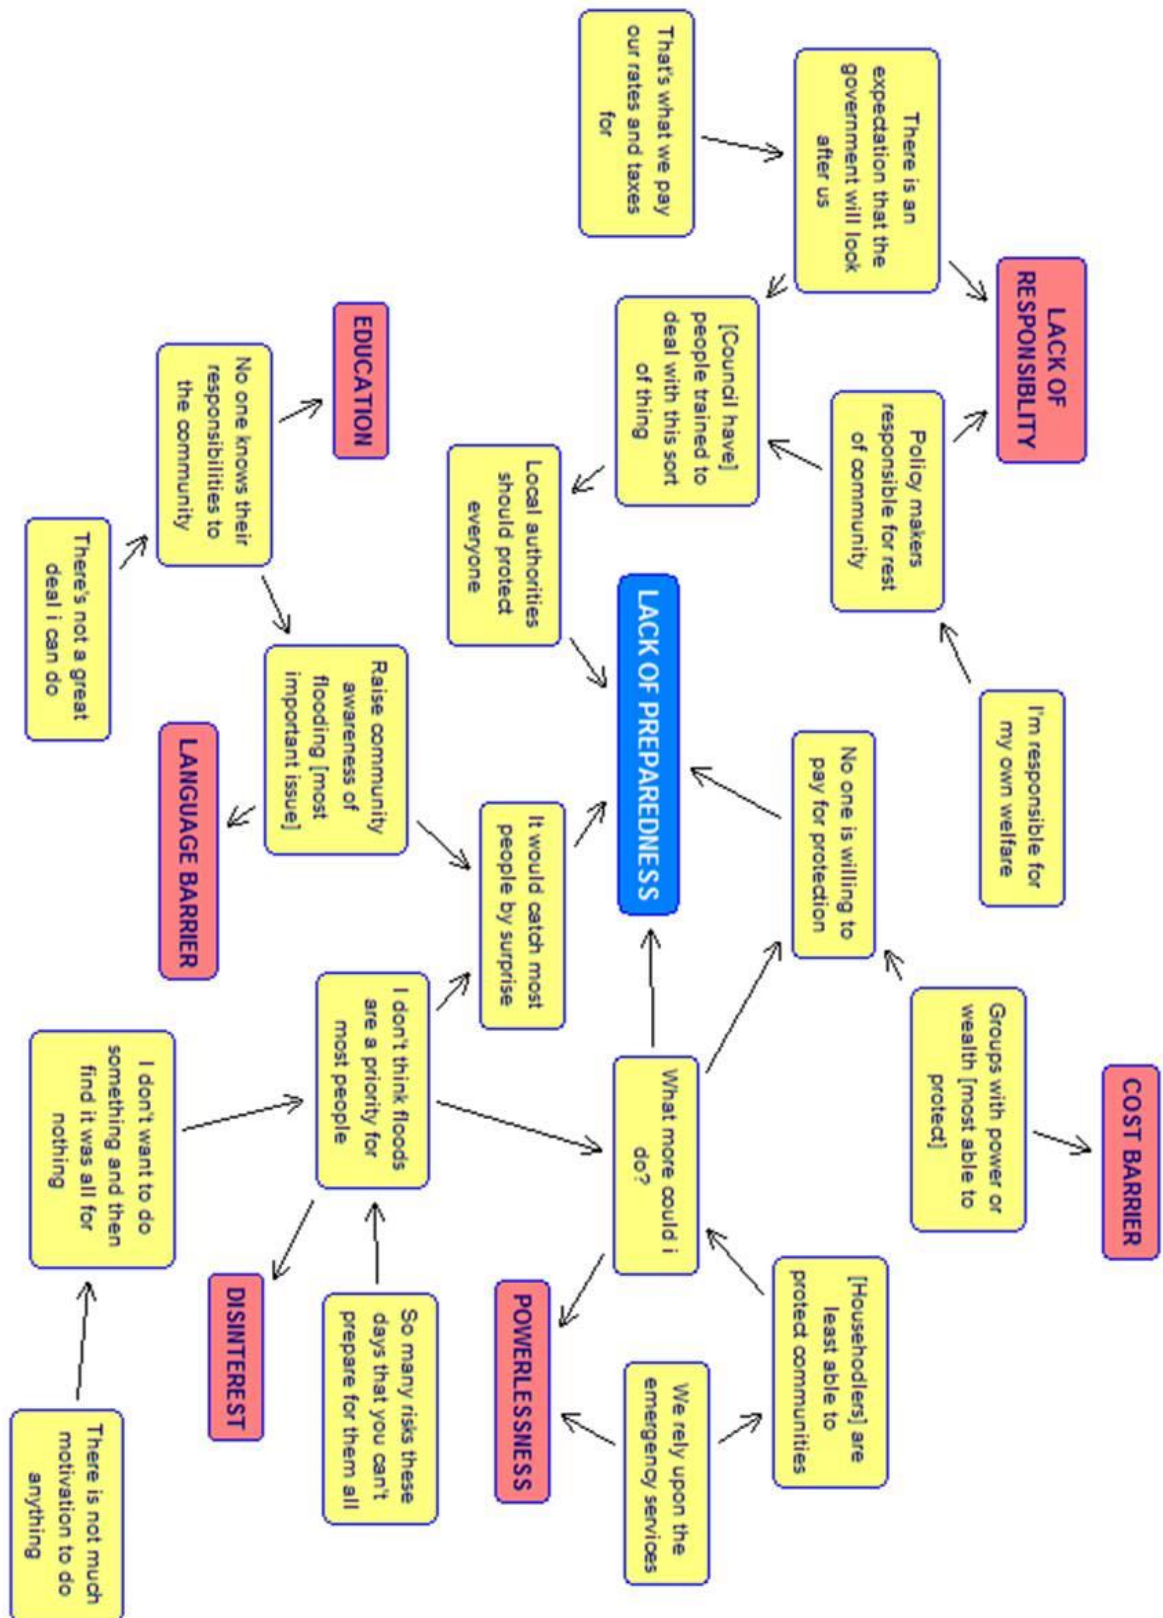 COST BARRIER
LACK OF
RESPONSIBLITY
Groups with power or
wealth [most able to
protect]
I'm responsible for
my own welfare
Policy makers
responsible for rest
of community
There is an
expectation that the
government will look
after us
[Househodlers] are
least able to
protect communities
No one is willing to
pay for protection
[Council have]
people trained to
deal with this sort
of thing
That's what we pay
our rates and taxes
for
We rely upon the
emergency services
What more could i
do?
LACK OF PREPAREDNESS
Local authorities
should protect
everyone
POWERLESSNESS
It would catch most
people by surprise
EDUCATION
So many risks these
days that you can't
prepare for them all
I don't think floods
are a priority for
most people
Raise community
awareness of
flooding [most
important issue]
No one knows their
responsibilities to
the community
DISINTEREST
LANGUAGE BARRIER
I don't want to do
something and then
find it was all for
nothing
There's not a great
deal i can do
There is not much
motivation to do
anything